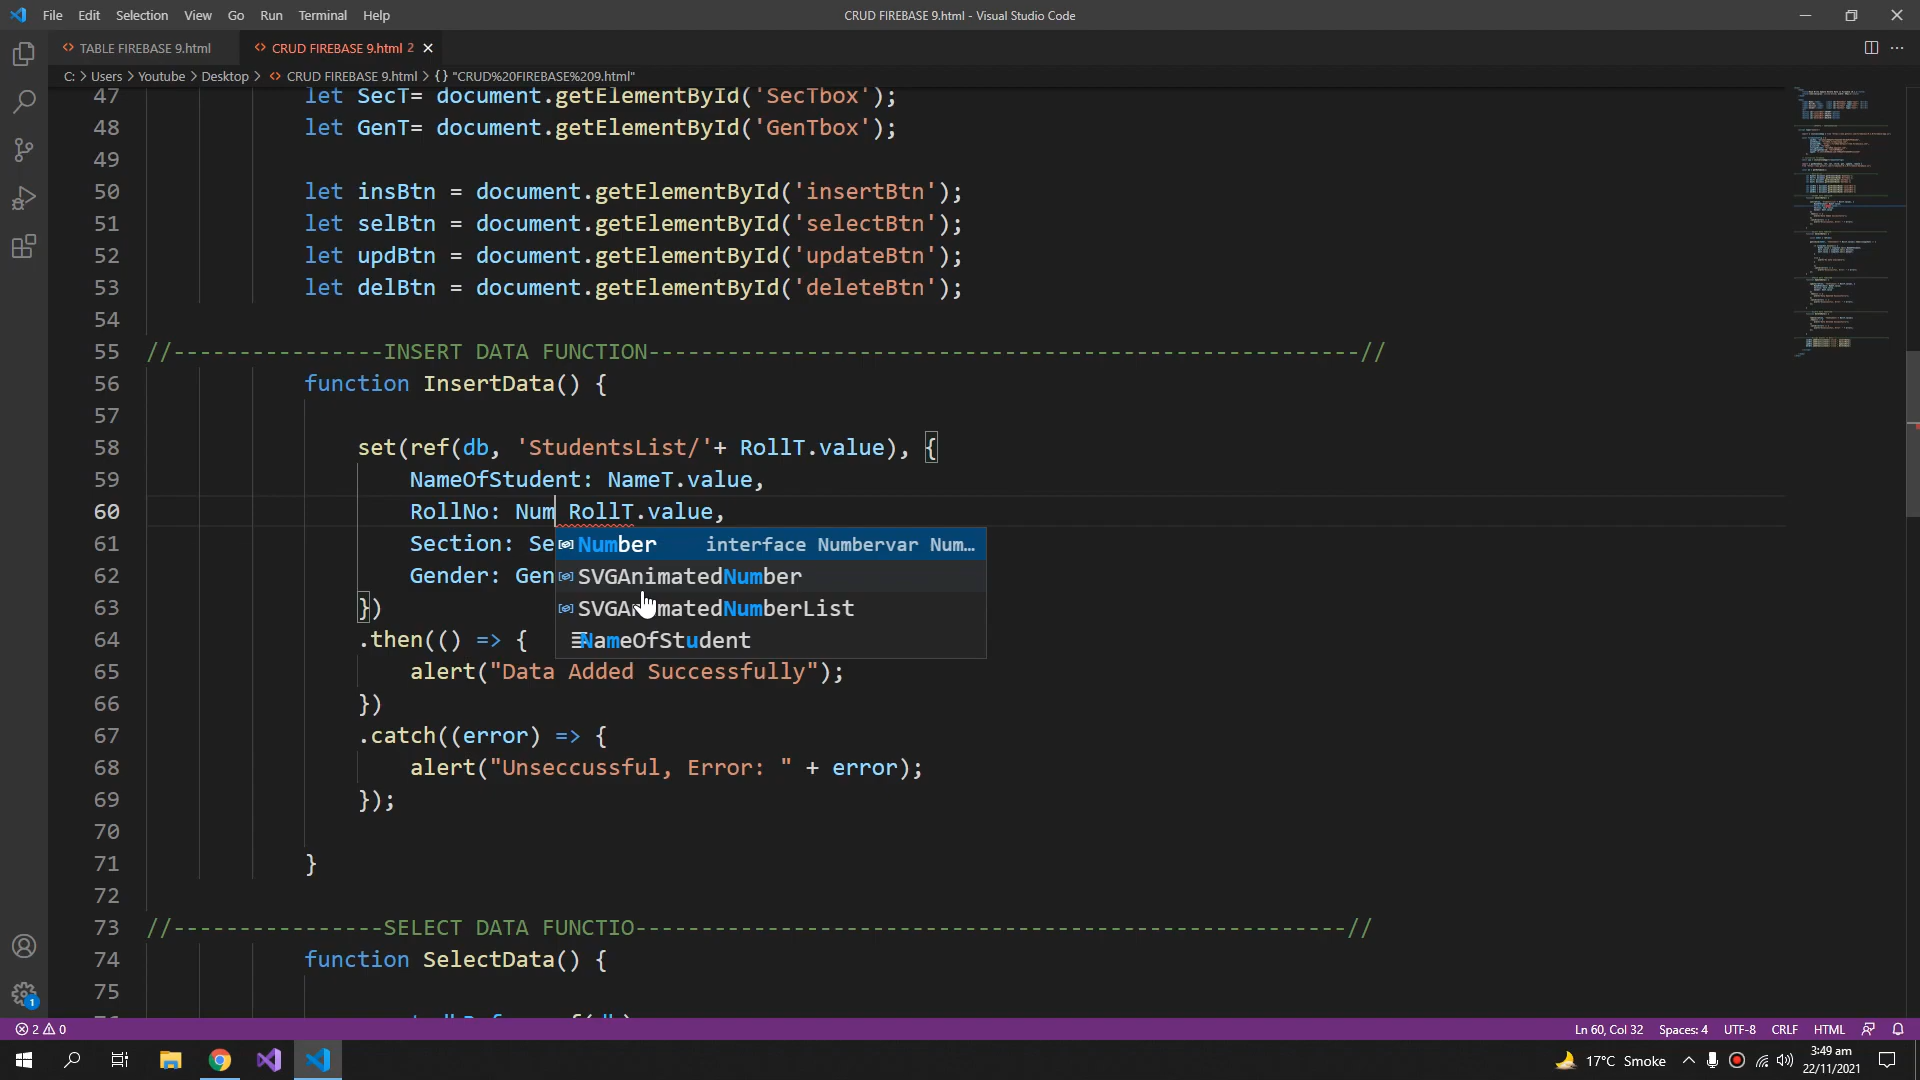 File Edit Selection View Go Run Terminal Help
CRUD FIREBASE 9.html - Visual Studio Code
TABLE FIREBASE 9.html
CRUD FIREBASE 9.html 2
C: > Users > Youtube > Desktop > CRUD FIREBASE 9.html > {} "CRUD%20FIREBASE%209.html"
47 let SecT= document.getElementById('SecTbox');
48 let GenT= document.getElementById('GenTbox');
49
50 let insBtn = document.getElementById('insertBtn');
51 let selBtn = document.getElementById('selectBtn');
52 let updBtn = document.getElementById('updateBtn');
53 let delBtn = document.getElementById('deleteBtn');
54
55 //----------------INSERT DATA FUNCTION------------------------------------------------------//
56 function InsertData() {
57
58 set(ref(db, 'StudentsList/'+ RollT.value), {
59 NameOfStudent: NameT.value,
60 RollNo: Num RollT.value,
61 Section: Se
Number interface Numbervar Num…
62 Gender: Gen
SVGAnimatedNumber
63 })
SVGAnimatedNumberList
64 .then(() => {
NameOfStudent
65 alert("Data Added Successfully");
66 })
67 .catch((error) => {
68 alert("Unseccussful, Error: " + error);
69 });
70
71 }
72
73 //----------------SELECT DATA FUNCTIO------------------------------------------------------//
74 function SelectData() {
75
2 0
Ln 60, Col 32 Spaces: 4 UTF-8 CRLF HTML
1
17°C Smoke
3:49 am
22/11/2021